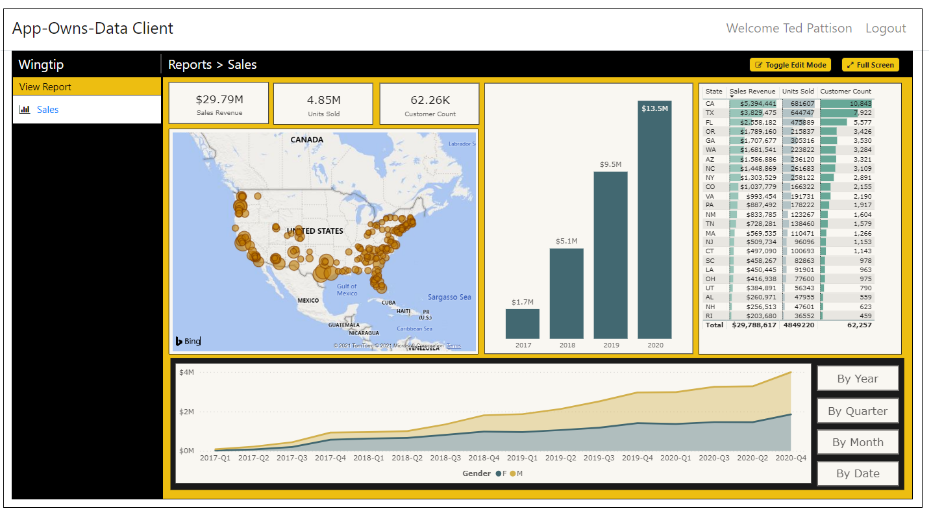 App-Owns-Data Client
Welcome Ted Pattison Logout
Wingtip
Reports > Sales
Toggle Edit Mode
Full Screen
View Report
Sales
$29.79M
Sales Revenue
4.85M
Units Sold
62.26K
Customer Count
CANADA
Labrador S
UNITED STATES
Gulf of
Mexico
MEXICO
CUBA
HAITI
PR
(U.S.)
Sargasso Sea
GUATEMALA
NICARAGUA
Caribbean Sea
VENEZUELA
Bing
$1.7M
$5.1M
$9.5M
$13.5M
2017 2018 2019 2020
State Sales Revenue Units Sold Customer Count
CA $5,394,441 681607 10,843
TX $3,829,475 644747 7,922
FL $2,558,182 475889 5,577
OR $1,789,160 215837 3,426
GA $1,707,677 305316 3,530
WA $1,681,541 223822 3,284
AZ $1,586,886 236120 3,321
NC $1,448,869 261683 3,109
NY $1,303,529 258122 2,891
CO $1,037,779 166322 2,155
VA $993,454 191731 2,190
PA $887,492 178222 1,917
NM $833,785 123267 1,604
TN $728,281 138460 1,579
MA $569,535 110471 1,266
NJ $509,734 96096 1,153
CT $497,090 100693 1,143
SC $458,267 82863 978
LA $450,445 91901 963
OH $416,938 77600 975
UT $384,891 56343 790
AL $260,971 47955 559
NH $256,513 47601 623
RI $203,680 36552 459
Total $29,788,617 4849220 62,257
$4M
$2M
$0M
2017-Q1 2017-Q2 2017-Q3 2017-Q4 2018-Q1 2018-Q2 2018-Q3 2018-Q4 2019-Q1 2019-Q2 2019-Q3 2019-Q4 2020-Q1 2020-Q3 2020-Q2 2020-Q4
Gender F M
By Year
By Quarter
By Month
By Date